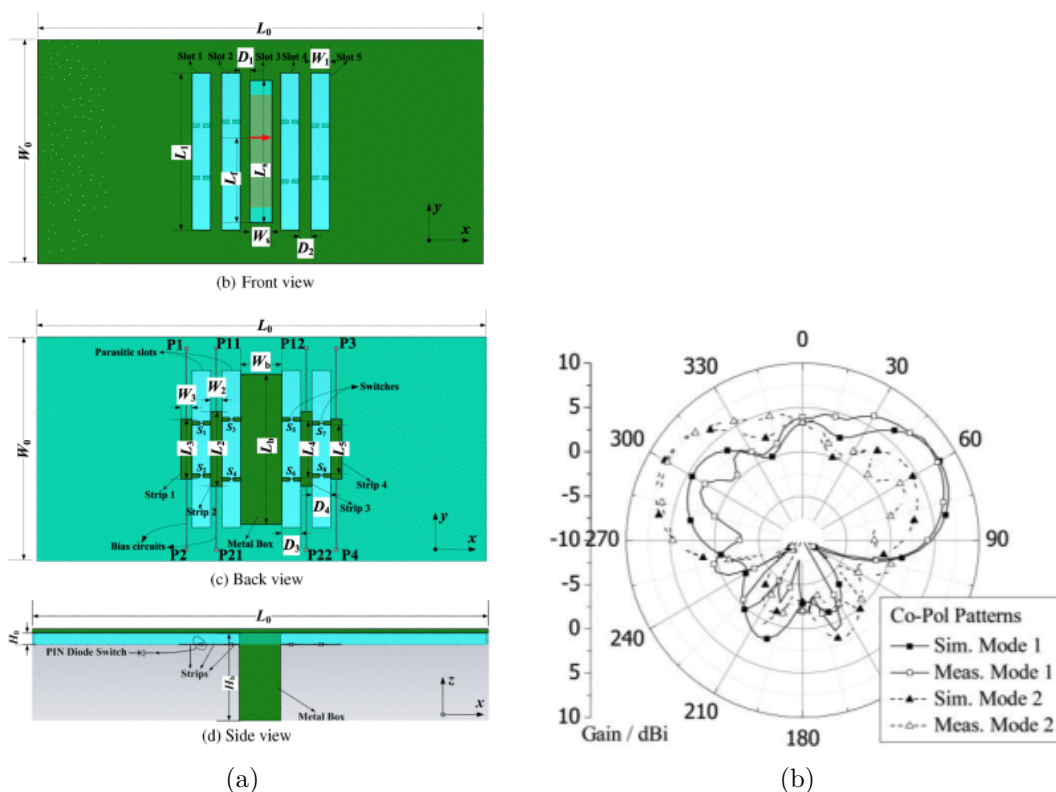 L₀
Slot 1 Slot 2 D₁ Slot 3 Slot 4 W₁ Slot 5
W₀
L₁
Lf
Ls
Ws
D₂
y
x
(b) Front view
L₀
P1 P11 P12 P3
Parasitic slots
Wb
Switches
W₃ W₂
W₀
S₁ S₃ S₅ S₇
L₃ L₂ Lb L₄ L₅
S₂ S₄ S₆ S₈
Strip 1
Strip 4
Strip 2
Strip 3
D₄
Bias circuits
Metal Box
D₃
y
x
P2 P21 P22 P4
(c) Back view
L₀
H₀
PIN Diode Switch
Strips
Hb
z
x
Metal Box
(d) Side view
(a)
0
10
330
30
5
300
60
0
-5
-10
270
90
-5
0
240
5
210
10
180
Gain / dBi
Co-Pol Patterns
Sim. Mode 1
Meas. Mode 1
Sim. Mode 2
Meas. Mode 2
(b)